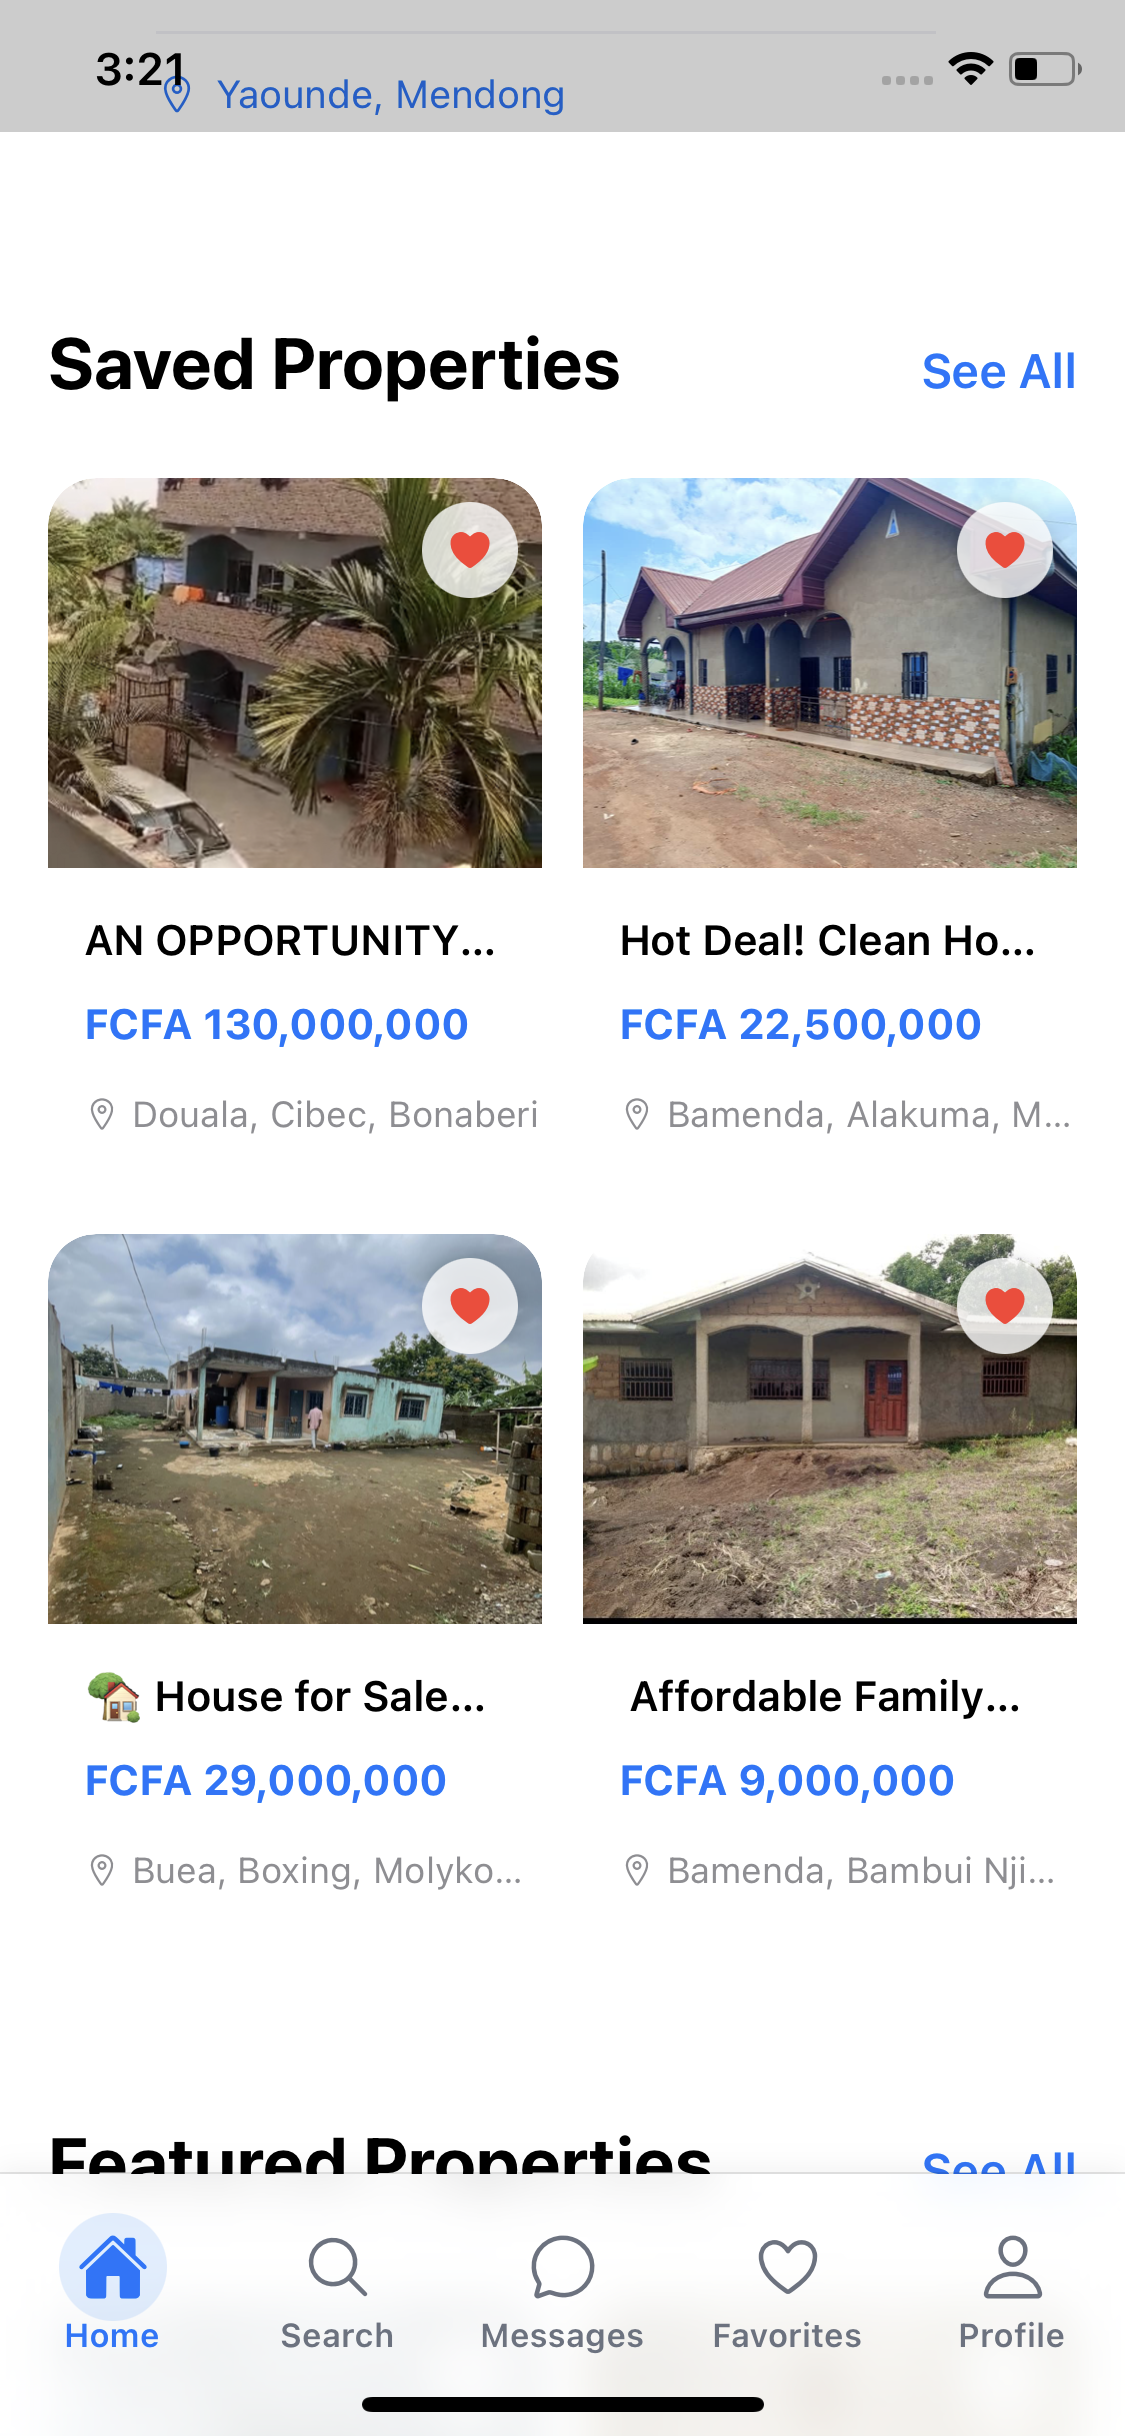 3:21
Yaounde, Mendong
Saved Properties
See All
AN OPPORTUNITY...
Hot Deal! Clean Ho...
FCFA 130,000,000
FCFA 22,500,000
Douala, Cibec, Bonaberi
Bamenda, Alakuma, M...
🏡 House for Sale...
Affordable Family...
FCFA 29,000,000
FCFA 9,000,000
Buea, Boxing, Molyko...
Bamenda, Bambui Nji...
Featured Properties
See All
Home
Search
Messages
Favorites
Profile